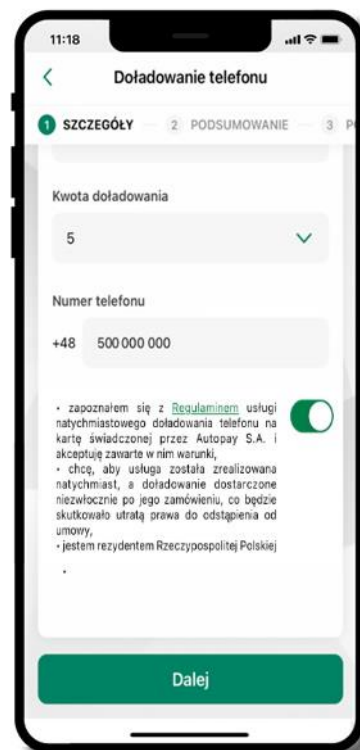 11:18
Doładowanie telefonu
1 SZCZEGÓŁY 2 PODSUMOWANIE 3
Kwota doładowania
5
Numer telefonu
+48 500 000 000
• zapoznałem się z Regulaminem usługi
natychmiastowego doładowania telefonu na
kartę świadczonej przez Autopay S.A. i
akceptuję zawarte w nim warunki,
• chcę, aby usługa została zrealizowana
natychmiast, a doładowanie dostarczone
niezwłocznie po jego zamówieniu, co będzie
skutkowało utratą prawa do odstąpienia od
umowy,
• jestem rezydentem Rzeczypospolitej Polskiej
•
Dalej